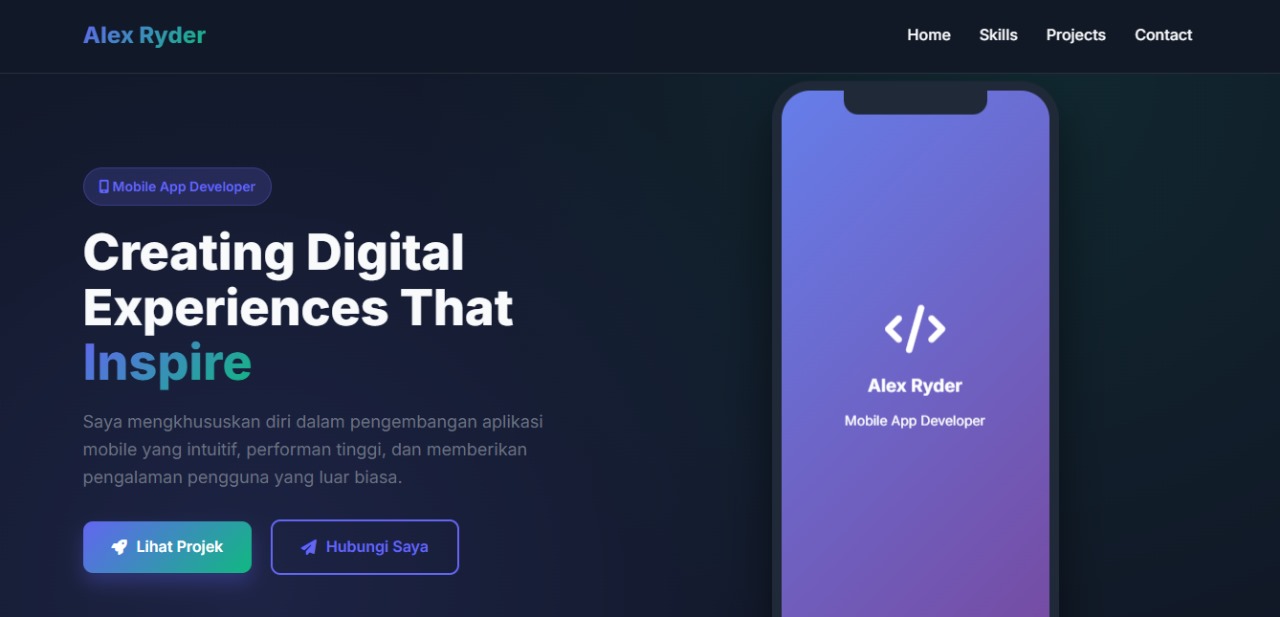 Alex Ryder
Home
Skills
Projects
Contact
Mobile App Developer
Creating Digital
Experiences That
Inspire
Saya mengkhususkan diri dalam pengembangan aplikasi
mobile yang intuitif, performan tinggi, dan memberikan
pengalaman pengguna yang luar biasa.
Lihat Projek
Hubungi Saya
Alex Ryder
Mobile App Developer